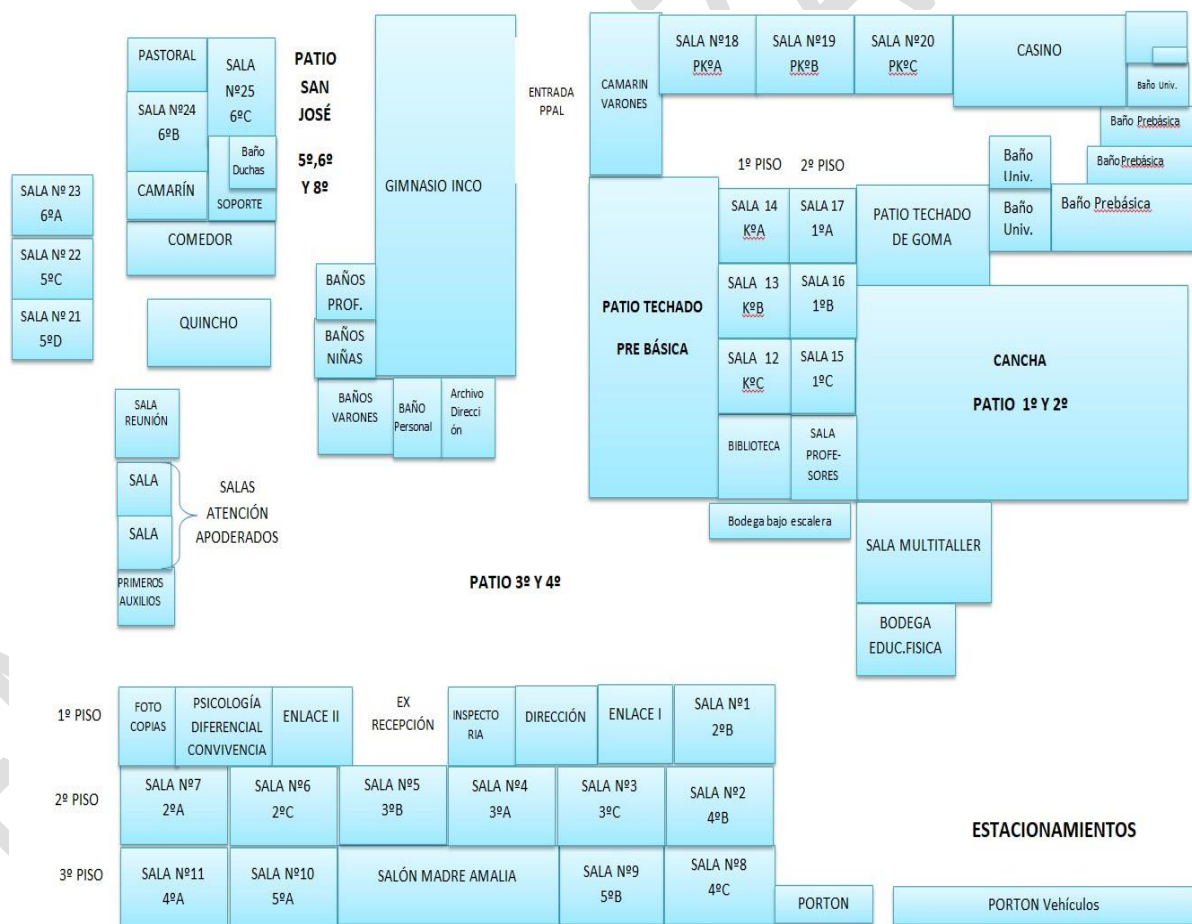 PASTORAL
SALA
Nº25
6ºC
SALA Nº24
6ºB
Baño
Duchas
CAMARÍN
SOPORTE
COMEDOR
PATIO
SAN
JOSÉ
5º,6º
Y 8º
SALA Nº 23
6ºA
SALA Nº 22
5ºC
SALA Nº 21
5ºD
QUINCHO
GIMNASIO INCO
BAÑOS
PROF.
BAÑOS
NIÑAS
BAÑOS
VARONES
BAÑO
Personal
Archivo
Direcci
ón
ENTRADA
PPAL
CAMARIN
VARONES
SALA Nº18
PKºA
SALA Nº19
PKºB
SALA Nº20
PKºC
CASINO
Baño Univ.
Baño Prebásica
Baño Prebásica
Baño
Univ.
Baño
Univ.
Baño Prebásica
1º PISO
2º PISO
PATIO TECHADO
PRE BÁSICA
SALA 14
KºA
SALA 17
1ºA
SALA 13
KºB
SALA 16
1ºB
SALA 12
KºC
SALA 15
1ºC
BIBLIOTECA
SALA
PROFE-
SORES
PATIO TECHADO
DE GOMA
CANCHA
PATIO 1º Y 2º
Bodega bajo escalera
SALA MULTITALLER
BODEGA
EDUC.FISICA
SALA
REUNIÓN
SALA
SALA
SALAS
ATENCIÓN
APODERADOS
PRIMEROS
AUXILIOS
PATIO 3º Y 4º
1º PISO
FOTO
COPIAS
PSICOLOGÍA
DIFERENCIAL
CONVIVENCIA
ENLACE II
EX
RECEPCIÓN
INSPECTO
RIA
DIRECCIÓN
ENLACE I
SALA Nº1
2ºB
2º PISO
SALA Nº7
2ºA
SALA Nº6
2ºC
SALA Nº5
3ºB
SALA Nº4
3ºA
SALA Nº3
3ºC
SALA Nº2
4ºB
3º PISO
SALA Nº11
4ºA
SALA Nº10
5ºA
SALÓN MADRE AMALIA
SALA Nº9
5ºB
SALA Nº8
4ºC
ESTACIONAMIENTOS
PORTON
PORTON Vehículos